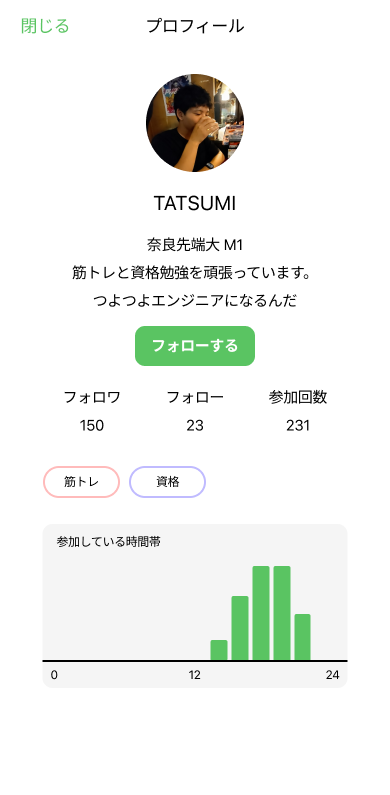 閉じる プロフィール
TATSUMI
奈良先端大 M1
筋トレと資格勉強を頑張っています。
つよつよエンジニアになるんだ
フォローする
フォロワ フォロー 参加回数
150 23 231
筋トレ 資格
参加している時間帯
0 12 24